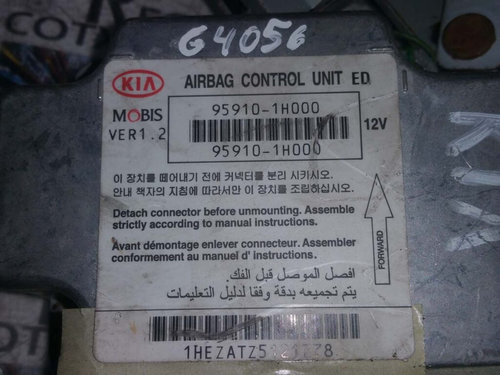 G4056
KIA
AIRBAG CONTROL UNIT ED
MOBIS
VER1.2
95910-1H000
95910-1H000
12V
이 장치를 떼어내기 전에 커넥터를 분리 시키시오.
안내 책자의 지침에 따라서만 이 장치를 조립하십시오.
Detach connector before unmounting. Assemble
strictly according to manual instructions.
Avant démontage enlever connecteur. Assembler
conformement au manuel d' instructions.
FORWARD
افصل الموصل قبل الفك
يتم تجميعه بدقة وفقا لدليل التعليمات